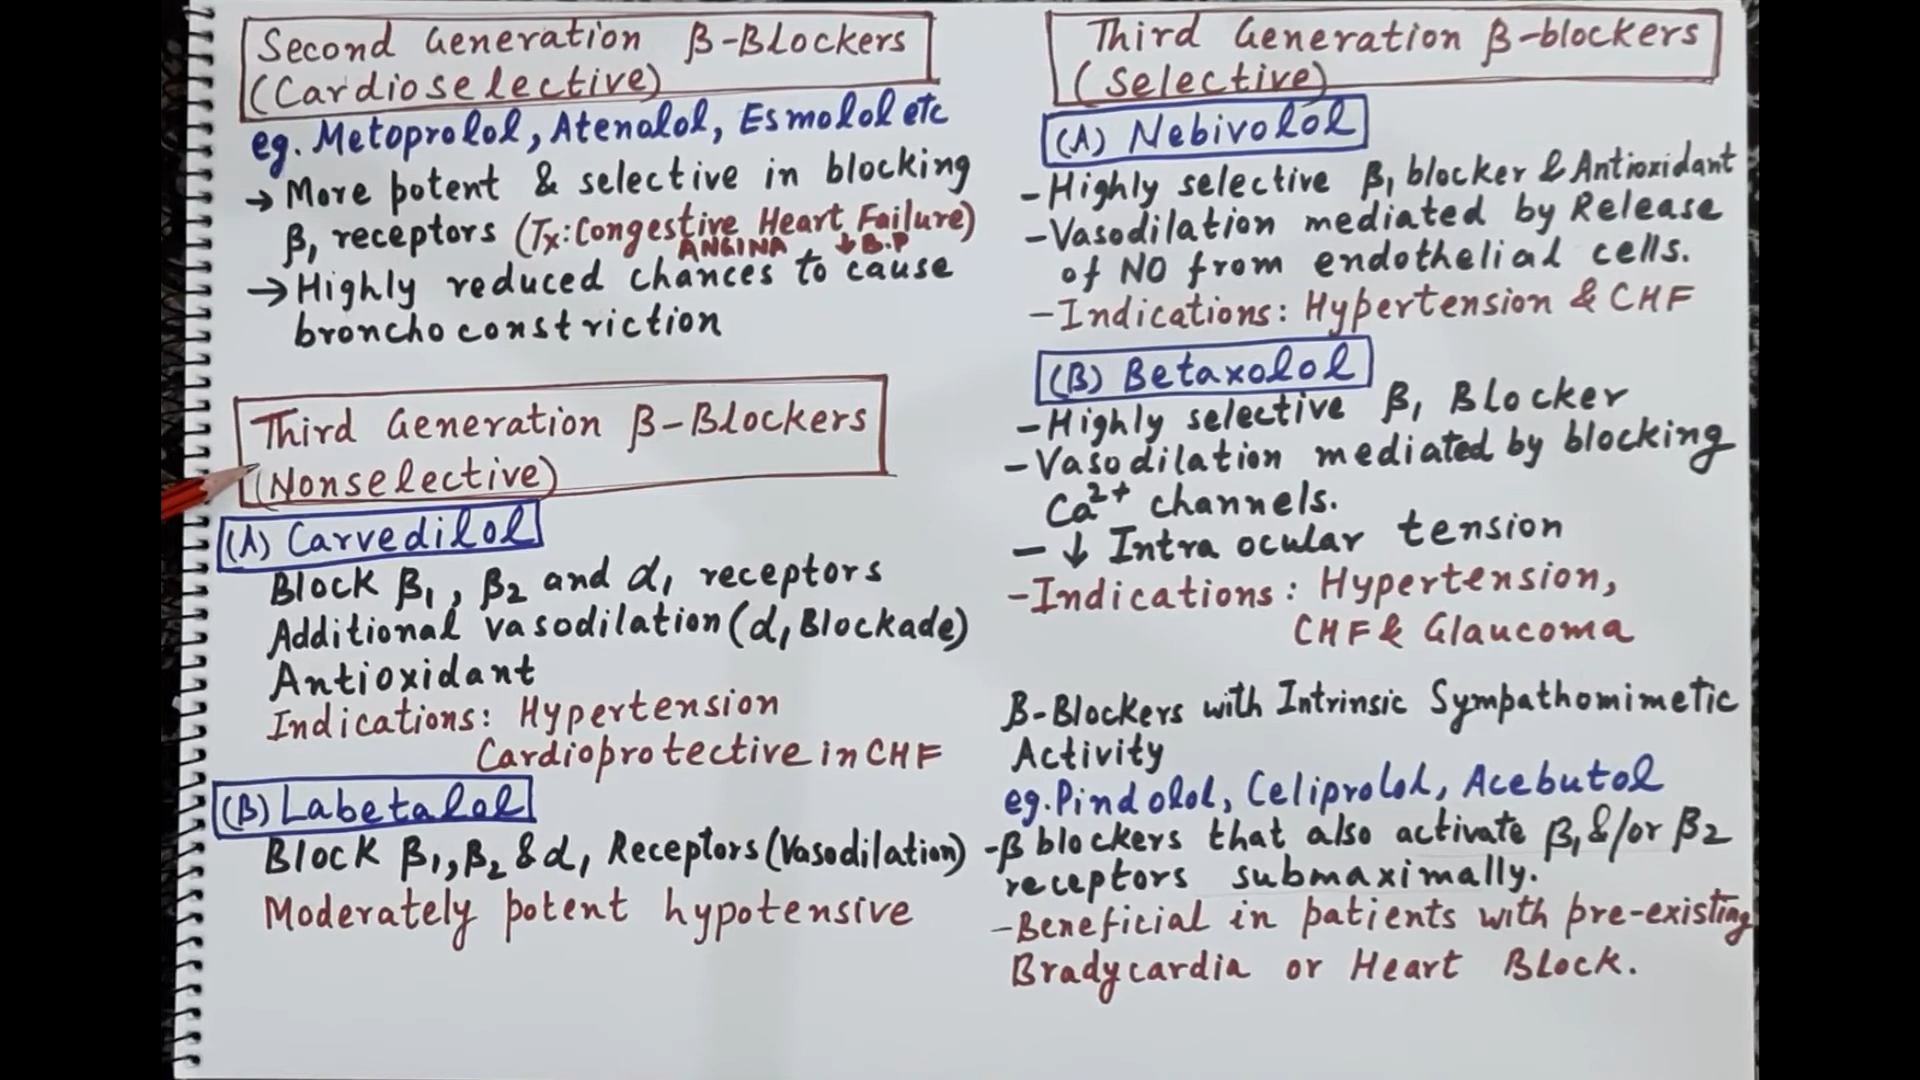 Second Generation β-Blockers
(Cardioselective)
eg. Metoprolol, Atenolol, Esmolol etc
→ More potent & selective in blocking
β₁ receptors (Tx: Congestive Heart Failure)
ANGINA ↓B.P
→ Highly reduced chances to cause
bronchoconstriction
Third Generation β-Blockers
(Nonselective)
(A) Carvedilol
Block β₁, β₂ and α₁ receptors
Additional vasodilation (α₁ Blockade)
Antioxidant
Indications: Hypertension
Cardioprotective in CHF
(B) Labetalol
Block β₁, β₂ & α₁ Receptors (Vasodilation)
Moderately potent hypotensive
Third Generation β-blockers
(Selective)
(A) Nebivolol
- Highly selective β₁ blocker & Antioxidant
- Vasodilation mediated by Release
of NO from endothelial cells.
- Indications: Hypertension & CHF
(B) Betaxolol
- Highly selective β₁ Blocker
- Vasodilation mediated by blocking
Ca²⁺ channels.
- ↓ Intra ocular tension
- Indications: Hypertension,
CHF & Glaucoma
β-Blockers with Intrinsic Sympathomimetic
Activity
eg. Pindolol, Celiprolol, Acebutol
- β blockers that also activate β₁ &/or β₂
receptors submaximally.
- Beneficial in patients with pre-existing
Bradycardia or Heart Block.